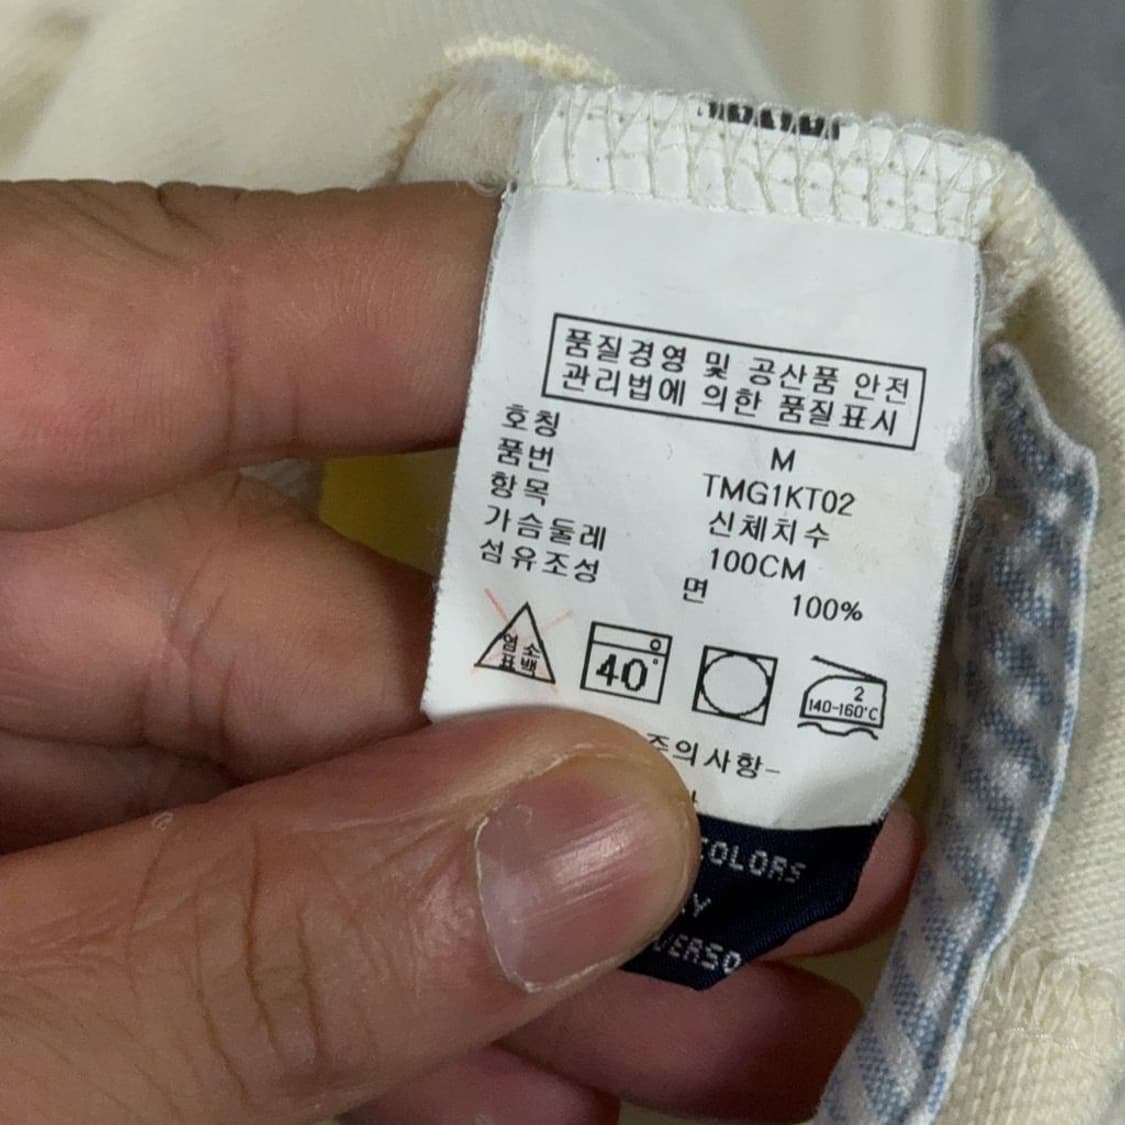 품질경영 및 공산품 안전
관리법에 의한 품질표시
호칭 M
품번 TMG1KT02
항목 신체치수
가슴둘레 100CM
섬유조성 면 100%
염소
표백
40°
2
140-160°C
주의사항-
COLORS